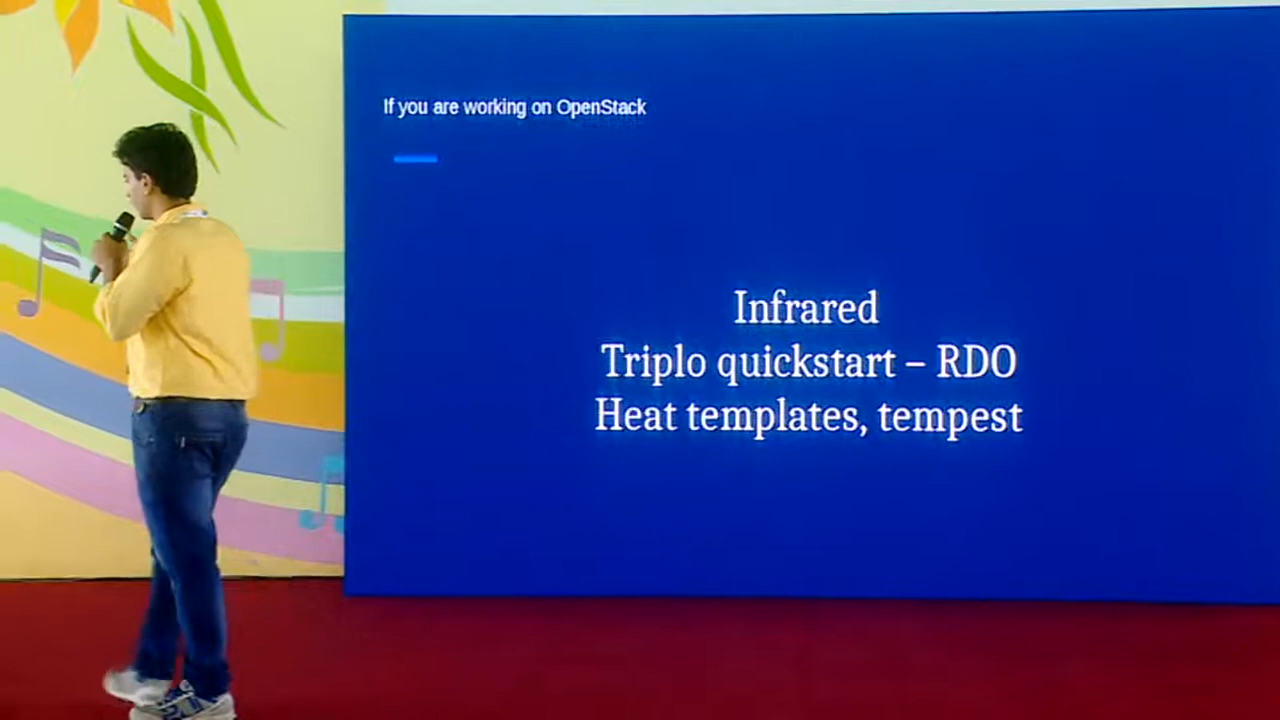 If you are working on OpenStack
Infrared
Triplo quickstart – RDO
Heat templates, tempest